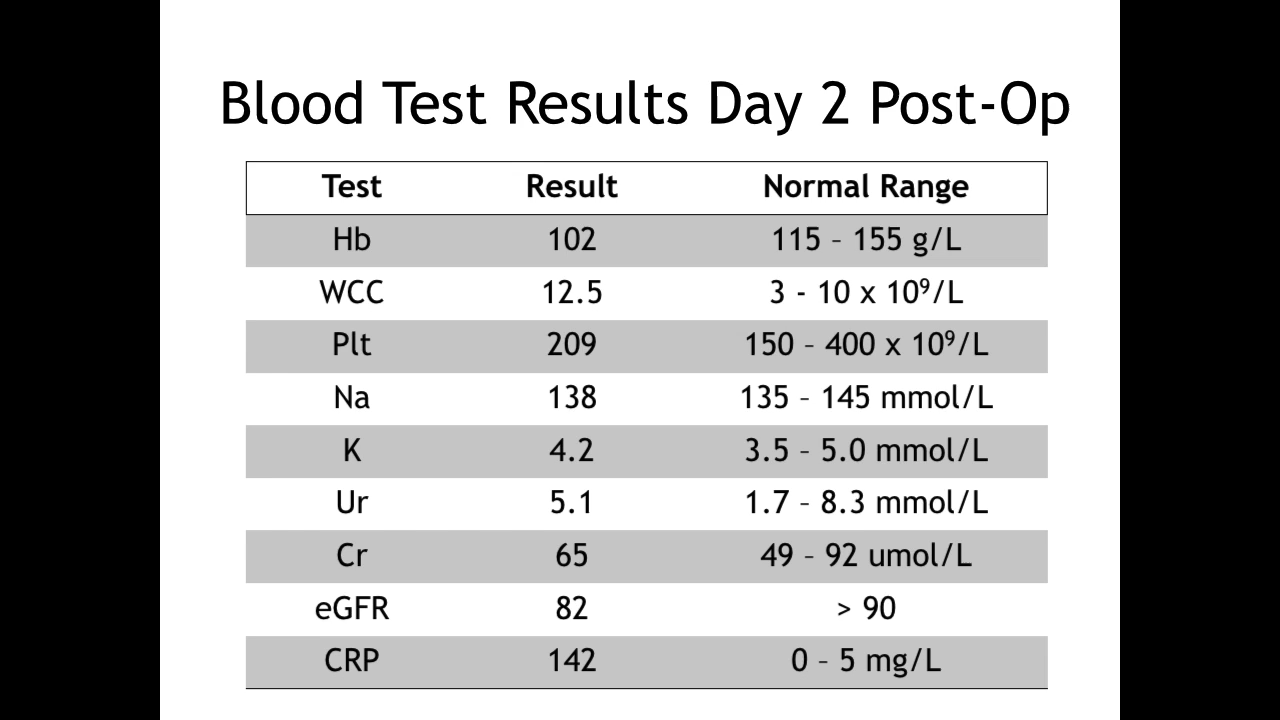 Blood Test Results Day 2 Post-Op
Test Result Normal Range
Hb 102 115 – 155 g/L
WCC 12.5 3 - 10 x 10⁹/L
Plt 209 150 – 400 x 10⁹/L
Na 138 135 – 145 mmol/L
K 4.2 3.5 – 5.0 mmol/L
Ur 5.1 1.7 – 8.3 mmol/L
Cr 65 49 – 92 umol/L
eGFR 82 > 90
CRP 142 0 – 5 mg/L